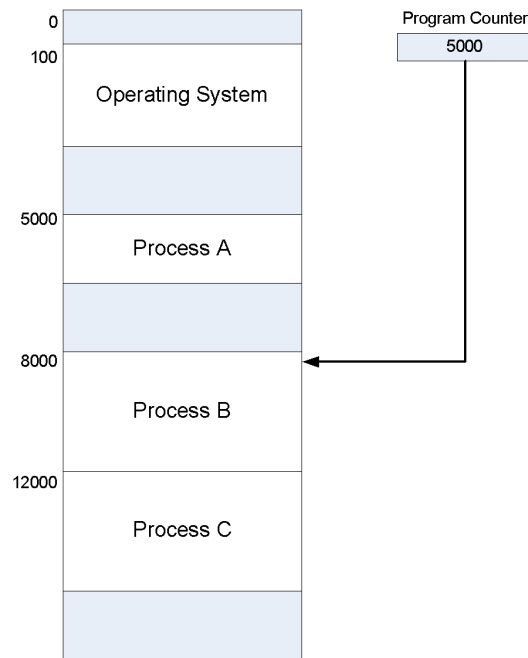 0
Program Counter
5000
100
Operating System
5000
Process A
8000
Process B
12000
Process C